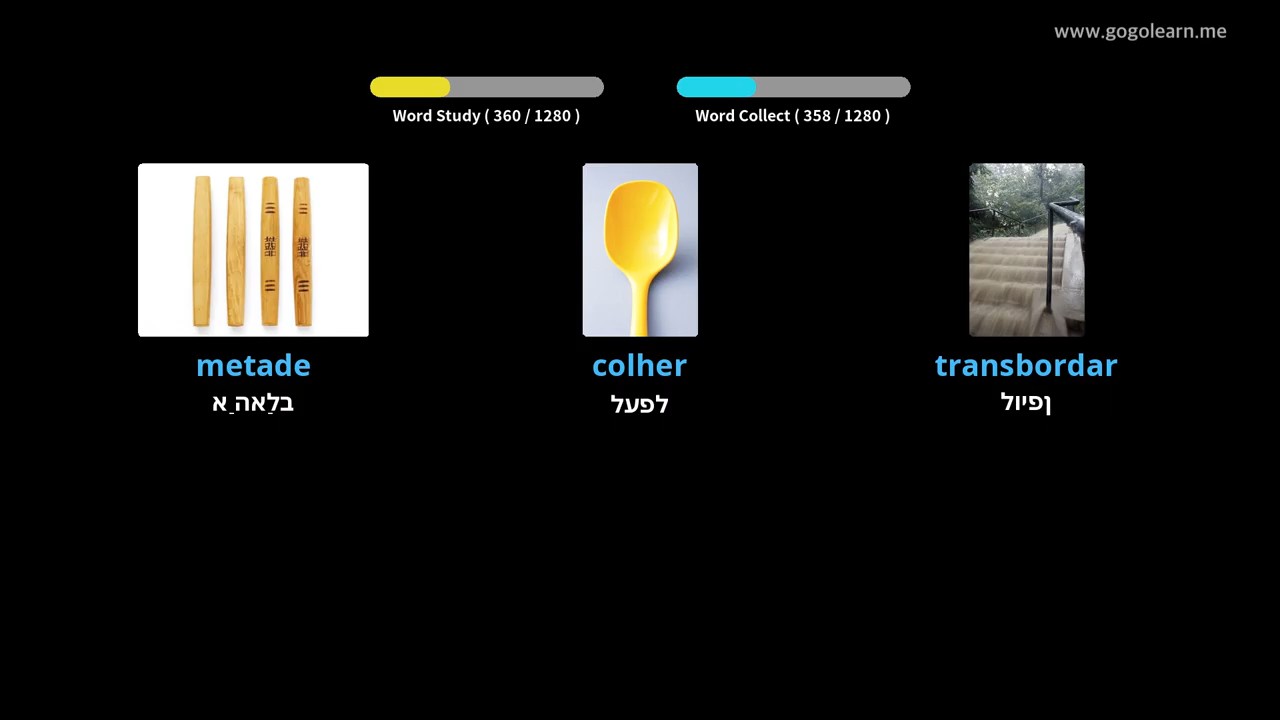 www.gogolearn.me
Word Study ( 360 / 1280 )
Word Collect ( 358 / 1280 )
metade
בלַאה ַא
colher
לפעל
transbordar
ןפיול